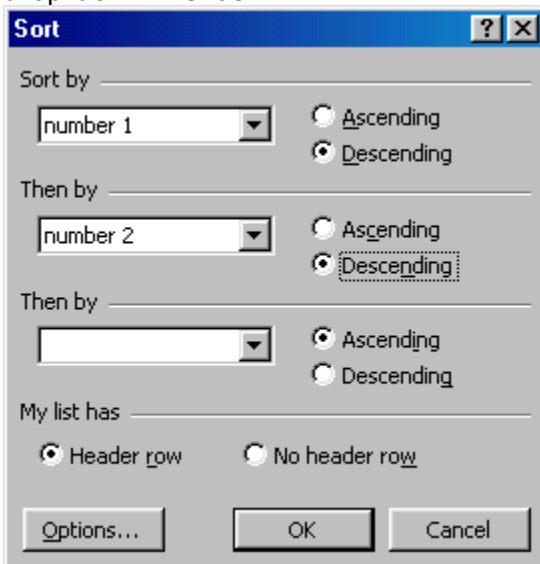 Sort
Sort by
number 1
Ascending
Descending
Then by
number 2
Ascending
Descending
Then by
Ascending
Descending
My list has
Header row
No header row
Options...
OK
Cancel